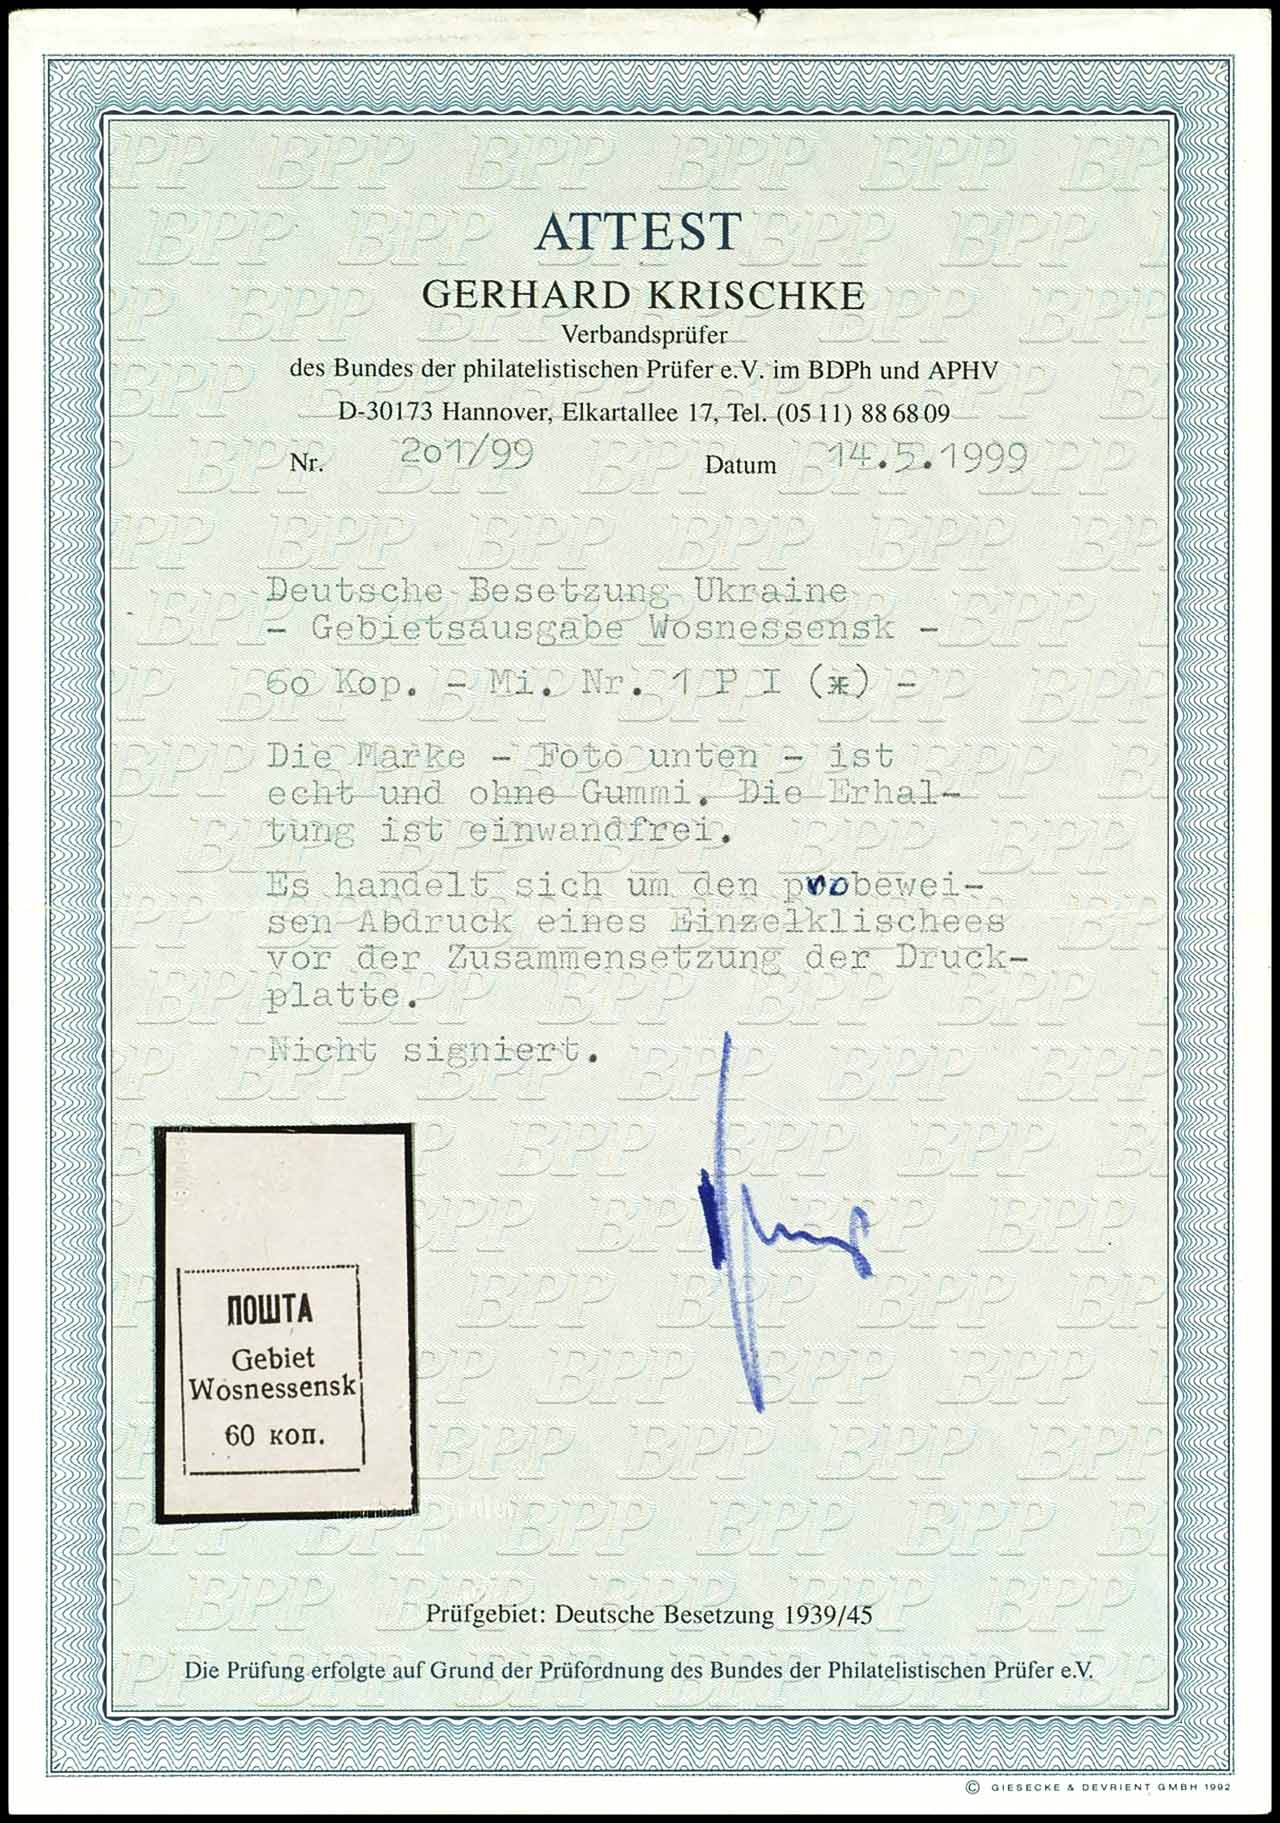 ATTEST
GERHARD KRISCHKE
Verbandsprüfer
des Bundes der philatelistischen Prüfer e.V. im BDPh und APHV
D-30173 Hannover, Elkartallee 17, Tel. (05 11) 88 68 09
Nr. 201/99 Datum 14.5.1999
Deutsche Besetzung Ukraine
- Gebietsausgabe Wosnessensk -
60 Kop. - Mi. Nr. 1 P I (*) -
Die Marke - Foto unten - ist
echt und ohne Gummi. Die Erhal-
tung ist einwandfrei.
Es handelt sich um den probewei-
sen Abdruck eines Einzelklischees
vor der Zusammensetzung der Druck-
platte.
Nicht signiert.
ПОШТА
Gebiet
Wosnessensk
60 коп.
Prüfgebiet: Deutsche Besetzung 1939/45
Die Prüfung erfolgte auf Grund der Prüfordnung des Bundes der Philatelistischen Prüfer e.V.
© GIESECKE & DEVRIENT GMBH 1992